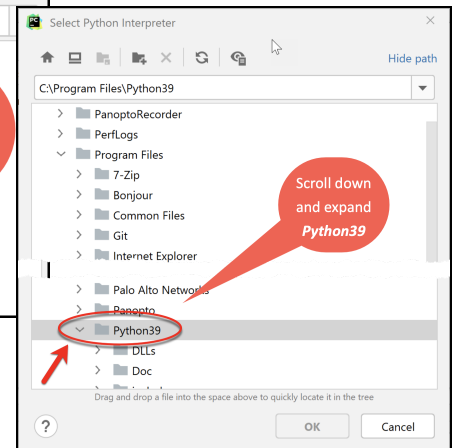 Select Python Interpreter
Hide path
C:\Program Files\Python39
PanoptoRecorder
PerfLogs
Program Files
7-Zip
Bonjour
Common Files
Git
Internet Explorer
Scroll down
and expand
Python39
Palo Alto Networks
Panopto
Python39
DLLs
Doc
Drag and drop a file into the space above to quickly locate it in the tree
?
OK
Cancel